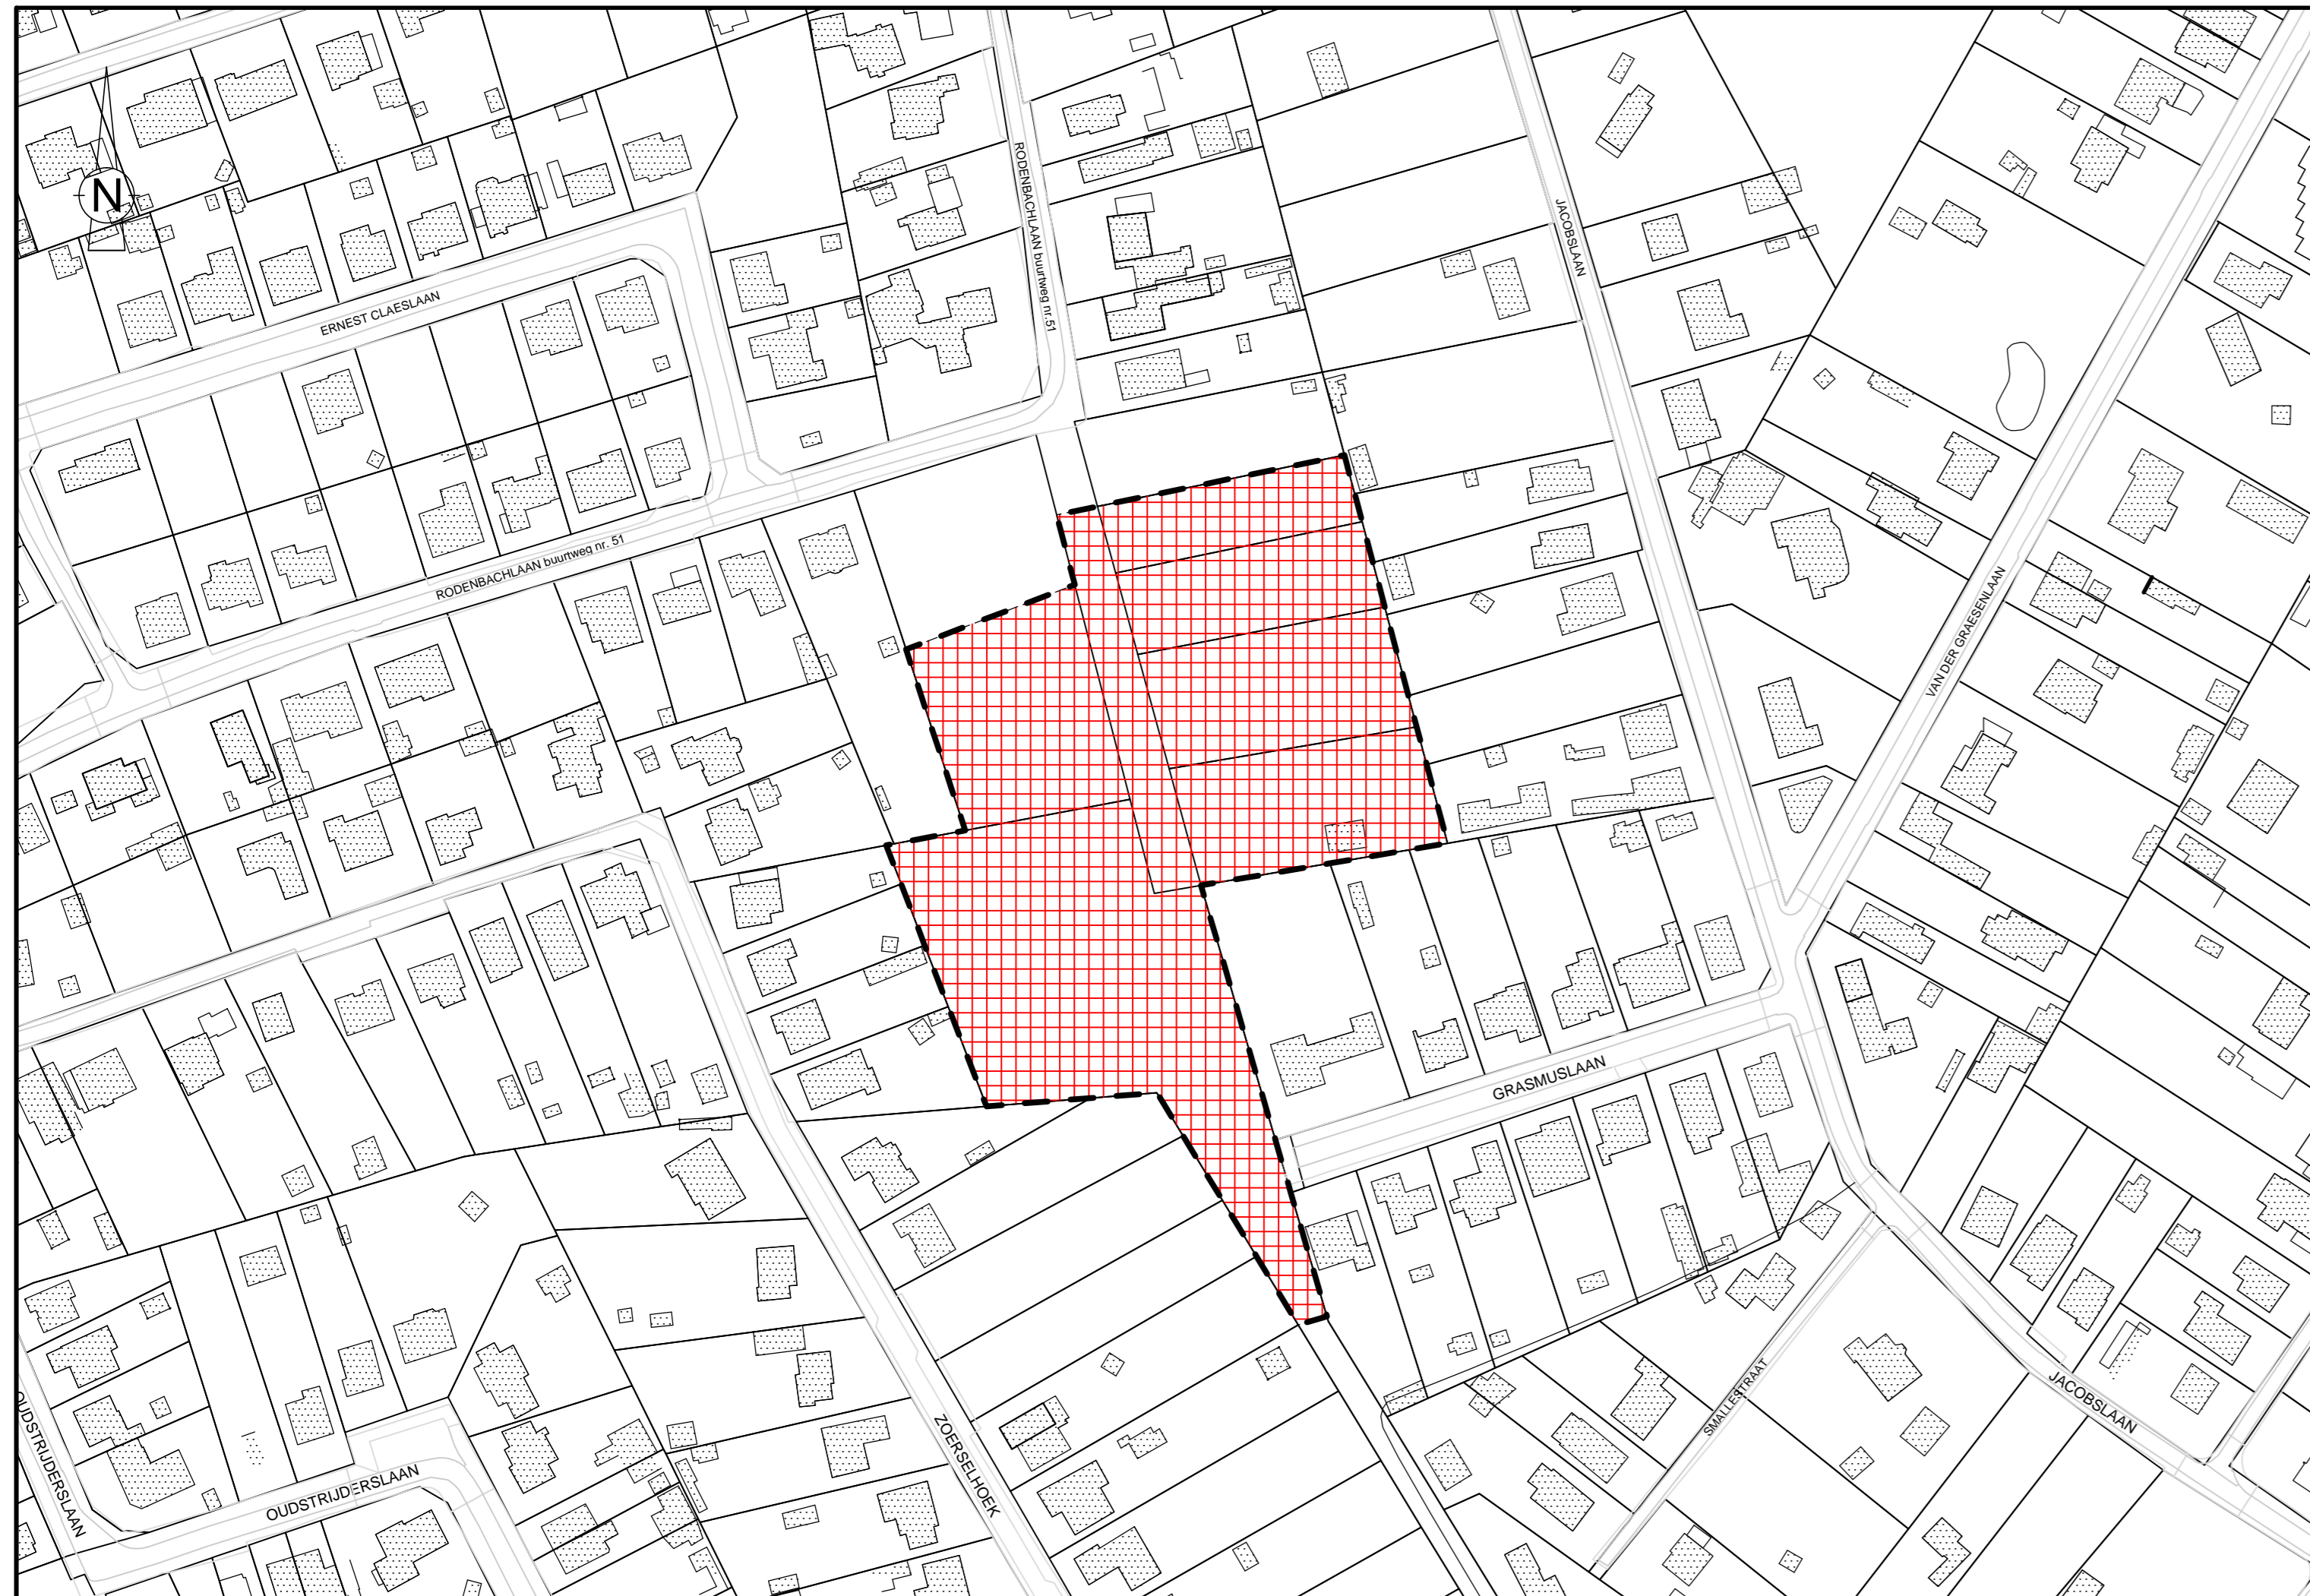 N
ERNEST CLAESLAAN
RODENBACHLAAN buurtweg nr.51
JACOBSLAAN
RODENBACHLAAN buurtweg nr. 51
VAN DER GRAESENLAAN
GRASMUSLAAN
OUDSTRIJDERSLAAN
OUDSTRIJDERSLAAN
ZOERSELHOEK
SMALLESTRAAT
JACOBSLAAN